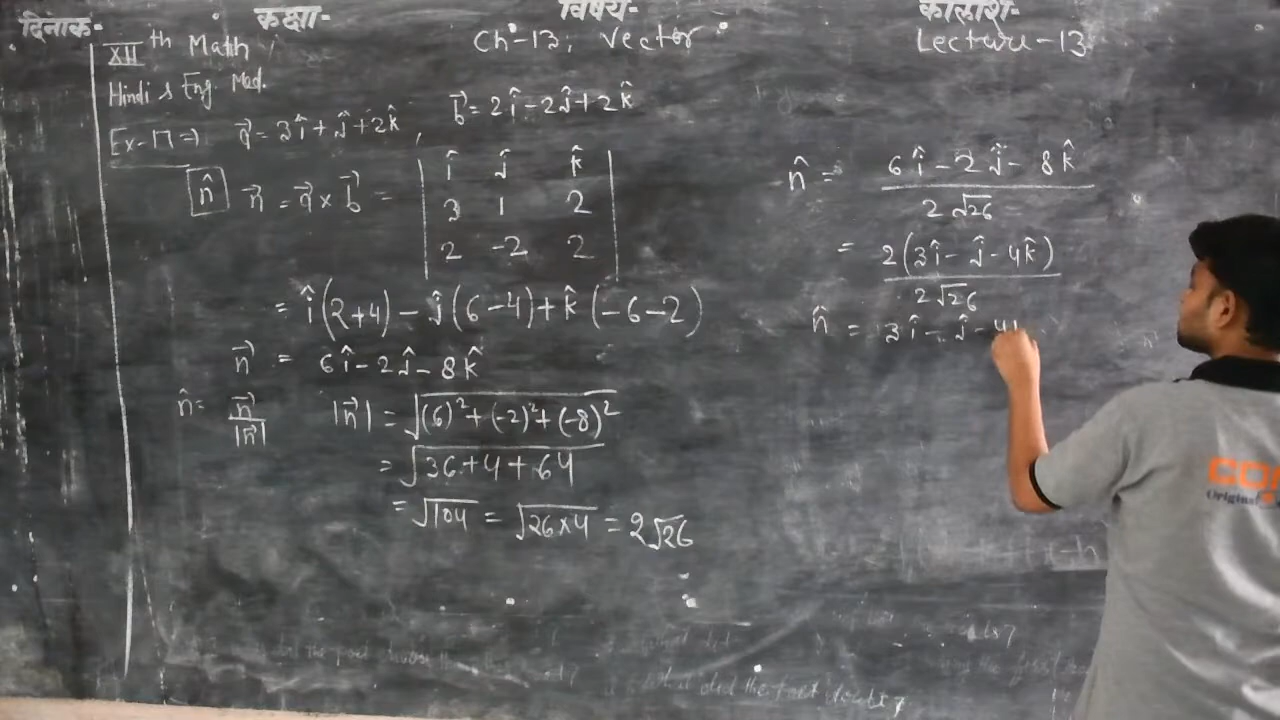 दिनाक- कक्षा- विषय- कालांश-
XII th Math Ch-13, Vector Lecture-13
Hindi & Eng Med.
Ex-17 ⇒ a⃗ = 3î + ĵ + 2k̂, b⃗ = 2î - 2ĵ + 2k̂
n̂ n⃗ = a⃗ × b⃗ = | î ĵ k̂ |
| 3 1 2 |
| 2 -2 2 |
= î(2+4) - ĵ(6-4) + k̂(-6-2)
n⃗ = 6î - 2ĵ - 8k̂
n̂ = n⃗ / |n⃗| |n⃗| = √((6)² + (-2)² + (-8)²)
= √(36 + 4 + 64)
= √104 = √(26×4) = 2√26
n̂ = (6î - 2ĵ - 8k̂) / 2√26
= 2(3î - ĵ - 4k̂) / 2√26
n̂ = 3î - ĵ - 4
Original